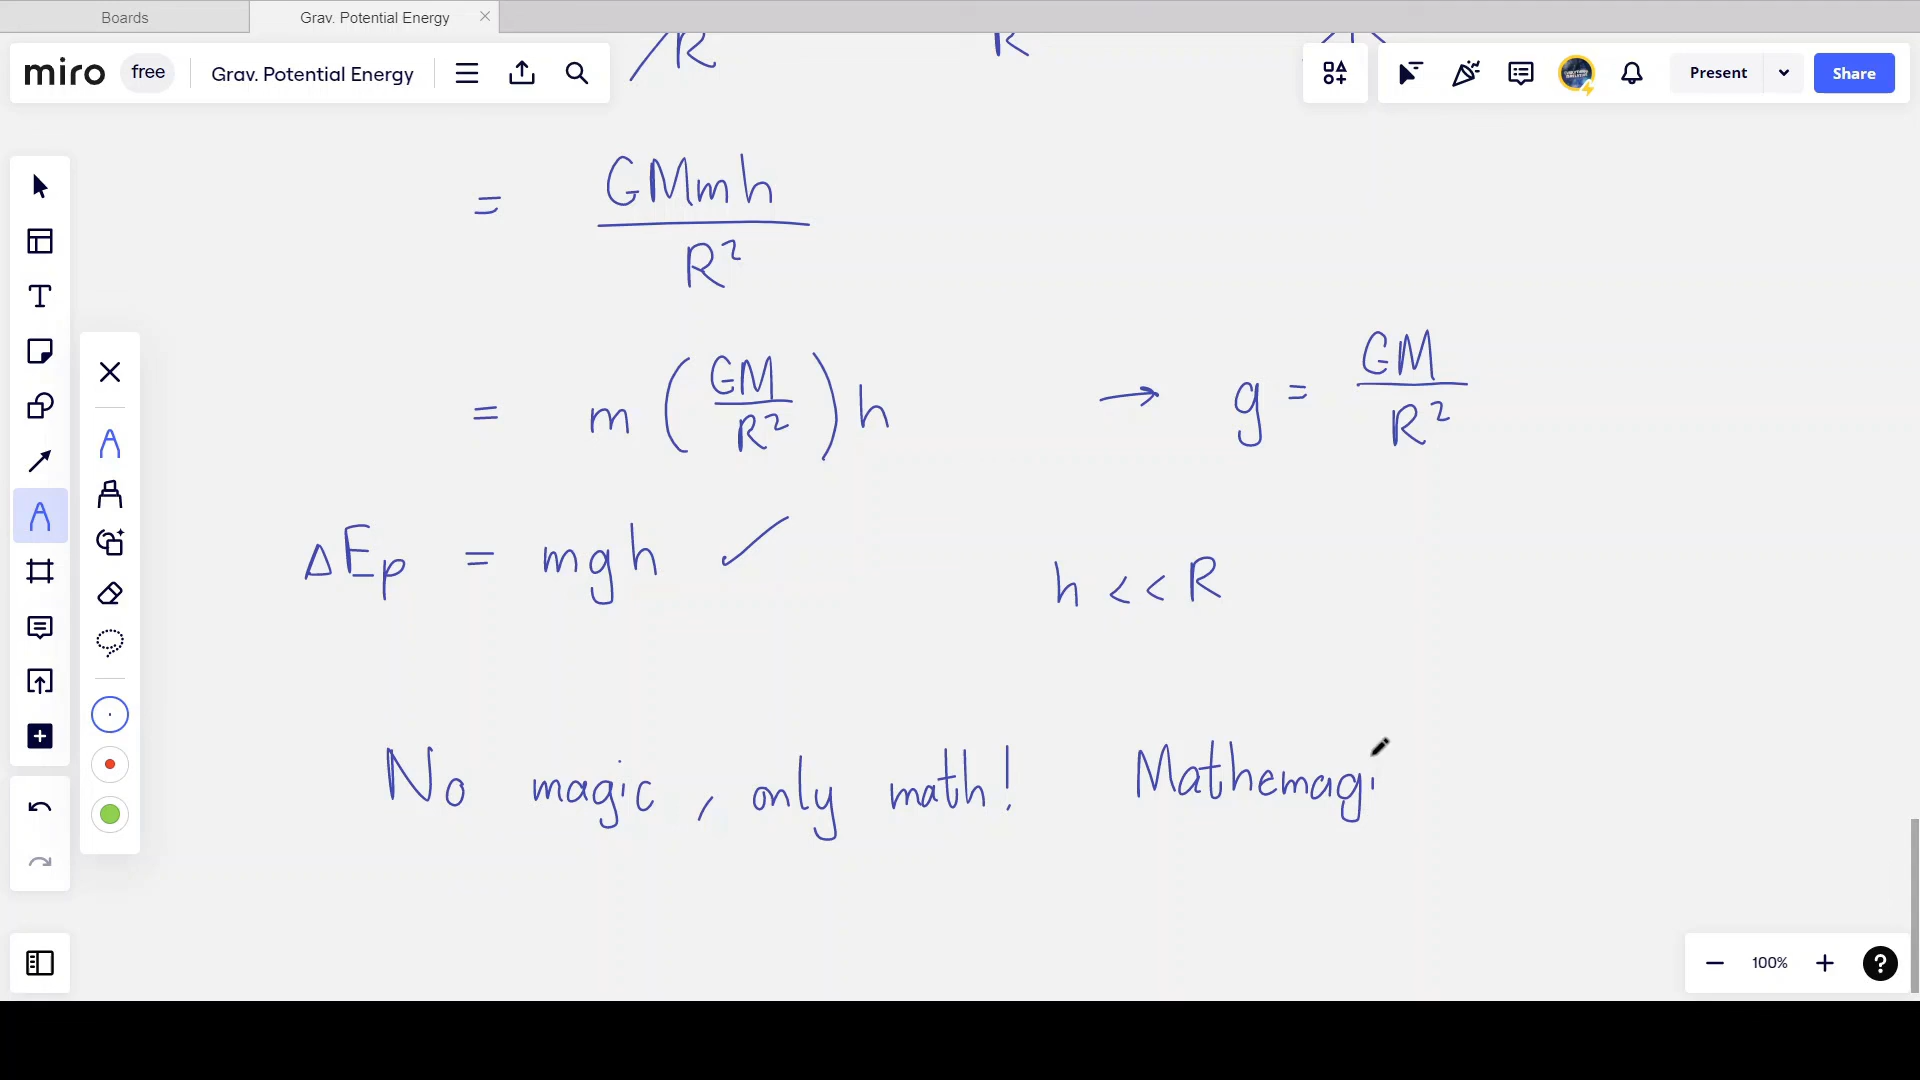 Boards Grav. Potential Energy
miro free Grav. Potential Energy Present Share
R R
= GMmh
R²
= m ( GM / R² ) h → g = GM / R²
ΔEp = mgh ✓ h << R
No magic, only math! Mathemagi
100%